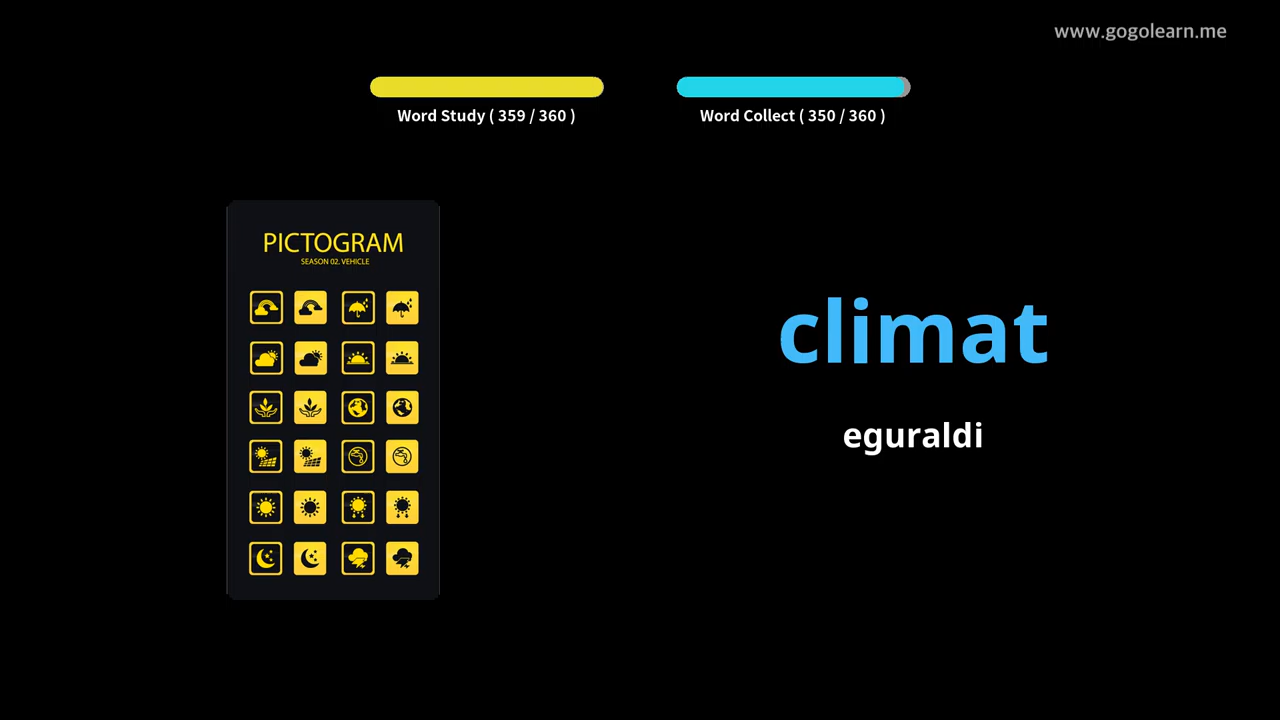 www.gogolearn.me
Word Study ( 359 / 360 )
Word Collect ( 350 / 360 )
PICTOGRAM
SEASON 02. VEHICLE
climat
eguraldi